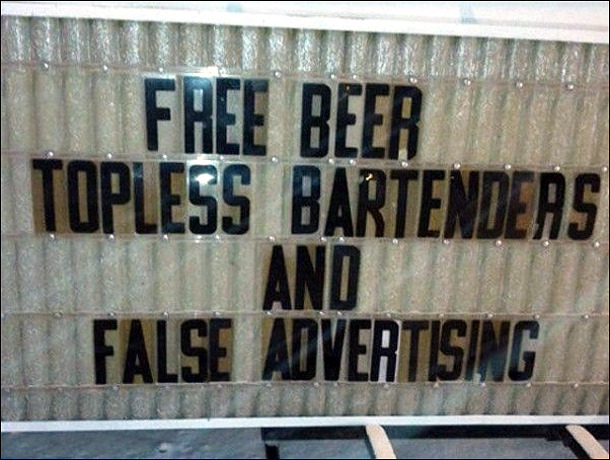 FREE BEER
TOPLESS BARTENDERS
AND
FALSE ADVERTISING